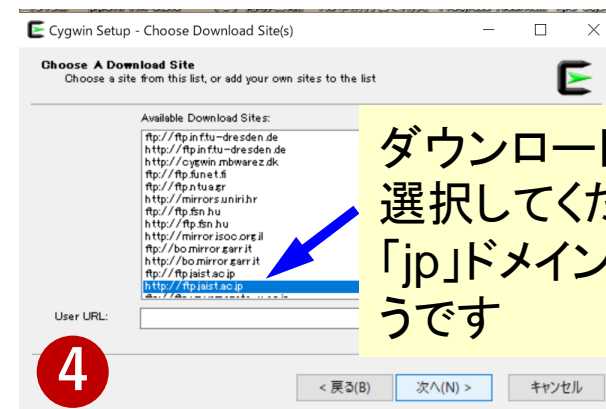 Cygwin Setup - Choose Download Site(s)
Choose A Download Site
Choose a site from this list, or add your own sites to the list
Available Download Sites:
ftp://ftp.inf.tu-dresden.de
http://ftp.inf.tu-dresden.de
http://cygwin.mbwarez.dk
ftp://ftp.funet.fi
ftp://ftp.ntua.gr
http://mirrors.uniri.hr
ftp://ftp.fsn.hu
http://ftp.fsn.hu
http://mirror.isoc.org.il
ftp://bo.mirror.garr.it
http://bo.mirror.garr.it
ftp://ftp.jaist.ac.jp
http://ftp.jaist.ac.jp
ダウンロード
選択してくだ
「jp」ドメイン
うです
User URL:
4
< 戻る(B)
次へ(N) >
キャンセル